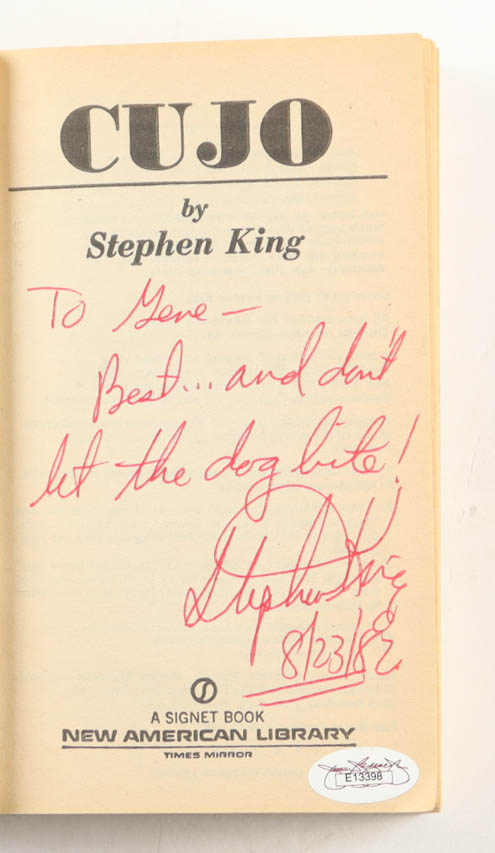 CUJO
by
Stephen King
To Gene —
Best... and don't
let the dog bite!
Stephen King
8/23/82
A SIGNET BOOK
NEW AMERICAN LIBRARY
TIMES MIRROR
E13398